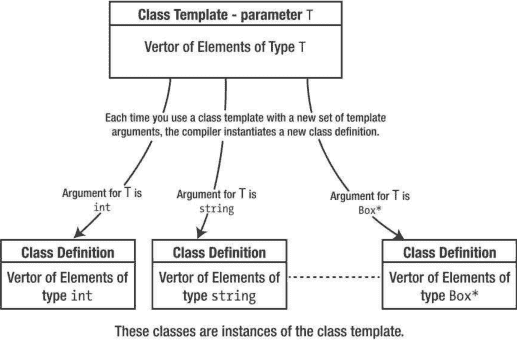 Class Template - parameter T
Vertor of Elements of Type T
Each time you use a class template with a new set of template
arguments, the compiler instantiates a new class definition.
Argument for T is
int
Argument for T is
string
Argument for T is
Box*
Class Definition
Vertor of Elements of
type int
Class Definition
Vertor of Elements of
type string
Class Definition
Vertor of Elements of
type Box*
These classes are instances of the class template.